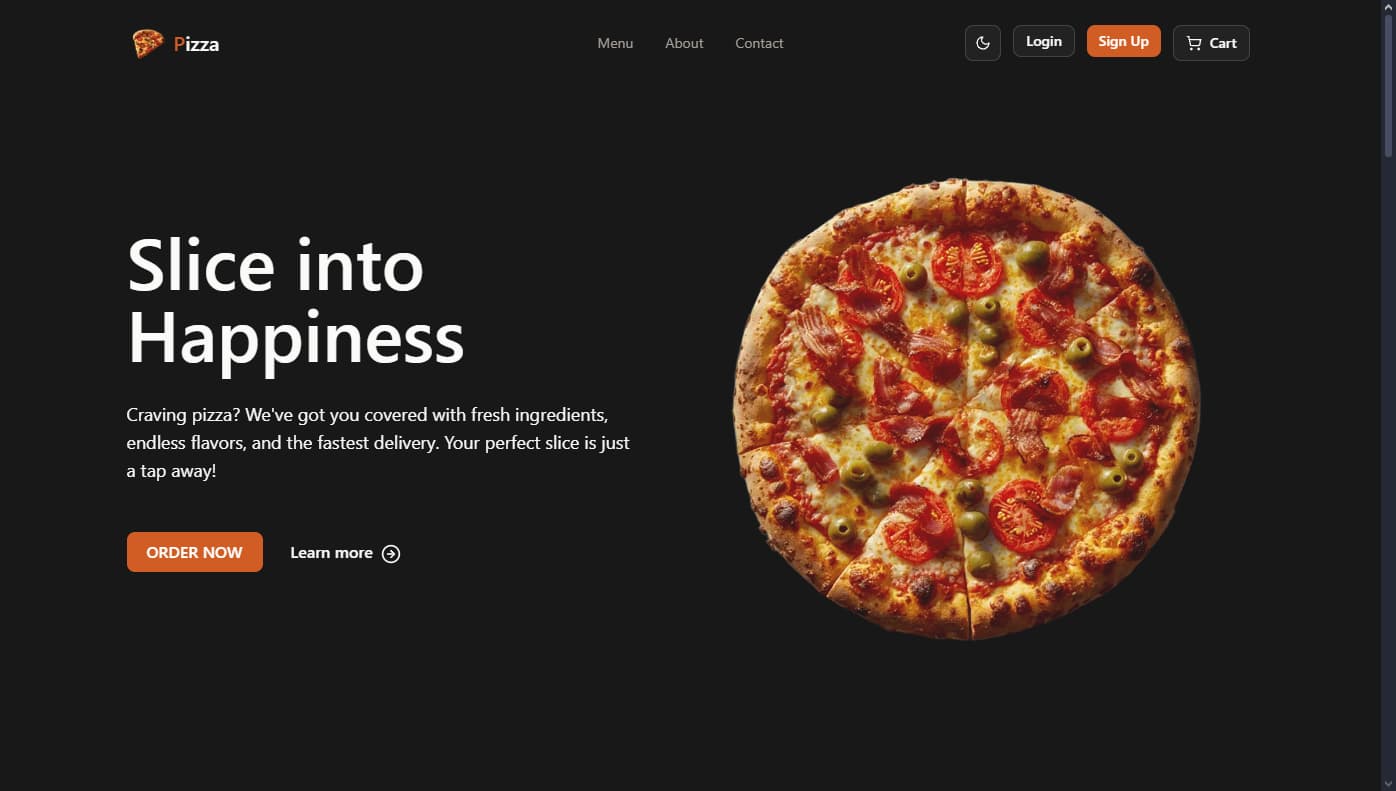 Pizza
Menu
About
Contact
Login
Sign Up
Cart
Slice into
Happiness
Craving pizza? We've got you covered with fresh ingredients,
endless flavors, and the fastest delivery. Your perfect slice is just
a tap away!
ORDER NOW
Learn more